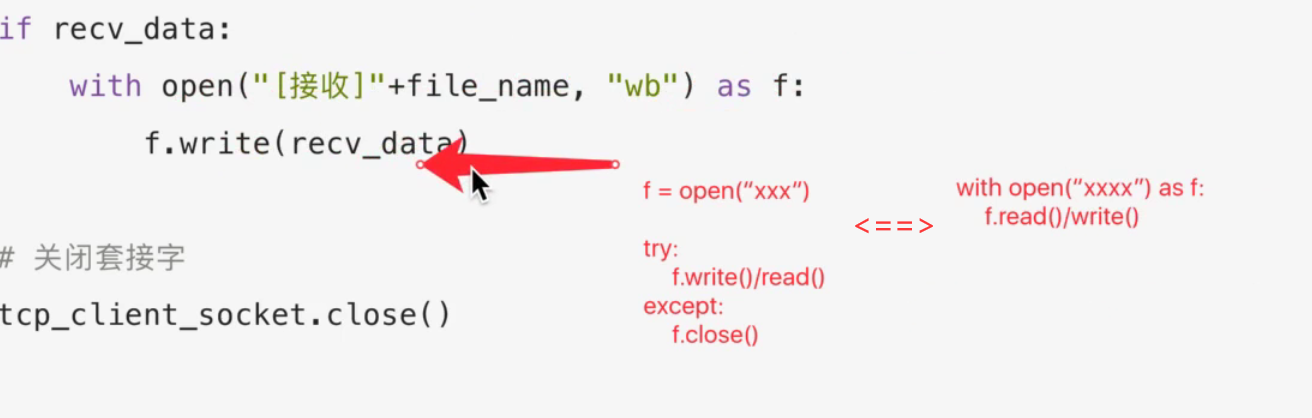 if recv_data:
with open("[接收]"+file_name, "wb") as f:
f.write(recv_data)
f = open(“xxx”)
try:
f.write()/read()
except:
f.close()
<==>
with open(“xxxx”) as f:
f.read()/write()
# 关闭套接字
tcp_client_socket.close()